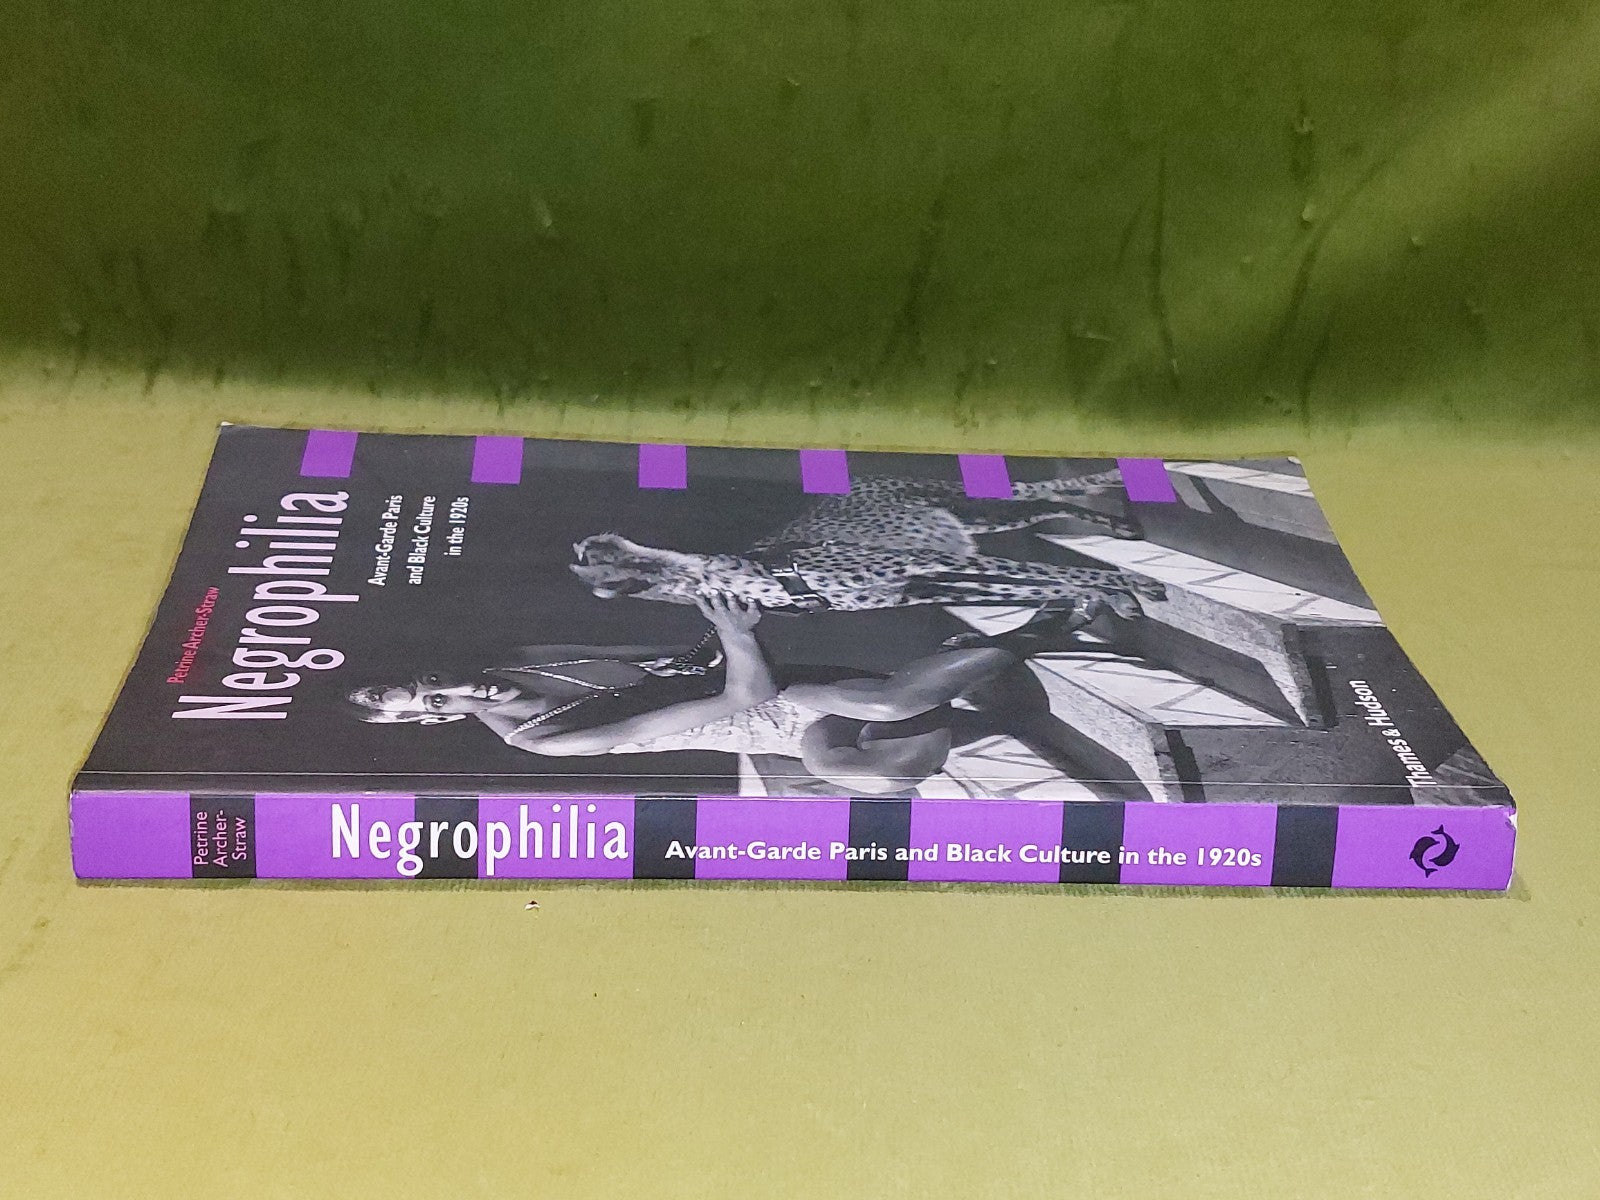 Petrine Archer-Straw
Negrophilia
Avant-Garde Paris
and Black Culture
in the 1920s
Thames & Hudson
Petrine
Archer-
Straw
Negrophilia
Avant-Garde Paris and Black Culture in the 1920s